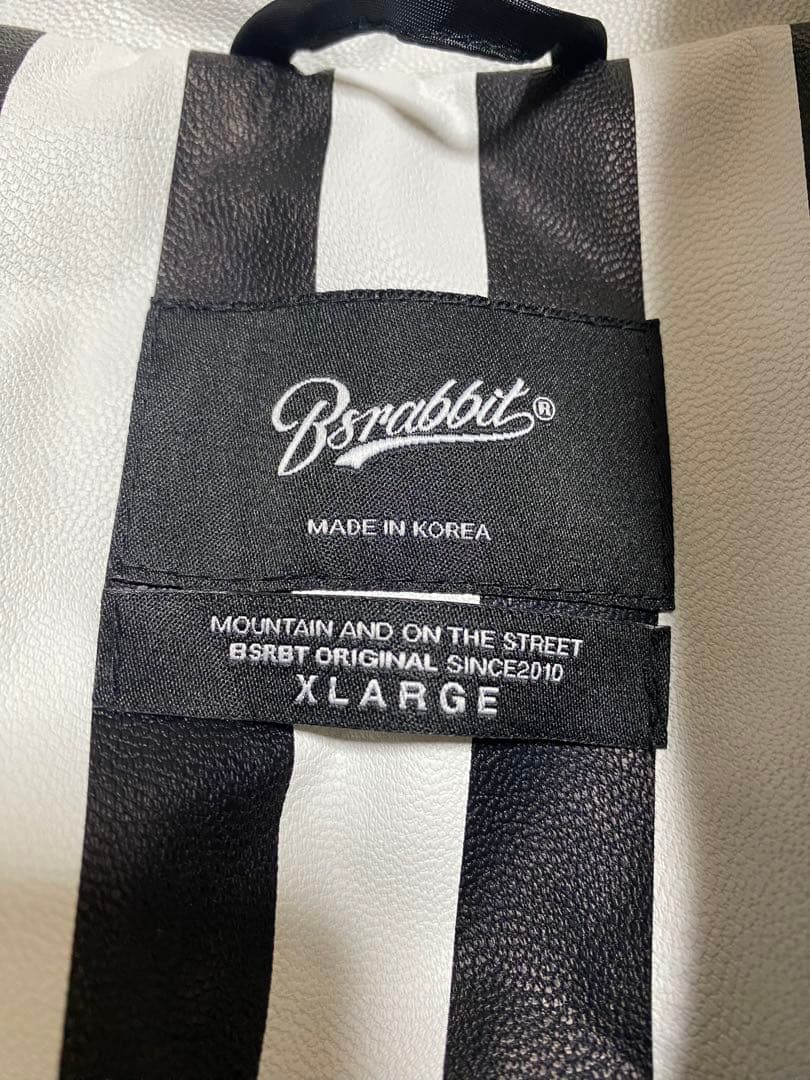 Bsrabbit®
MADE IN KOREA
MOUNTAIN AND ON THE STREET
BSRBT ORIGINAL SINCE2010
XLARGE